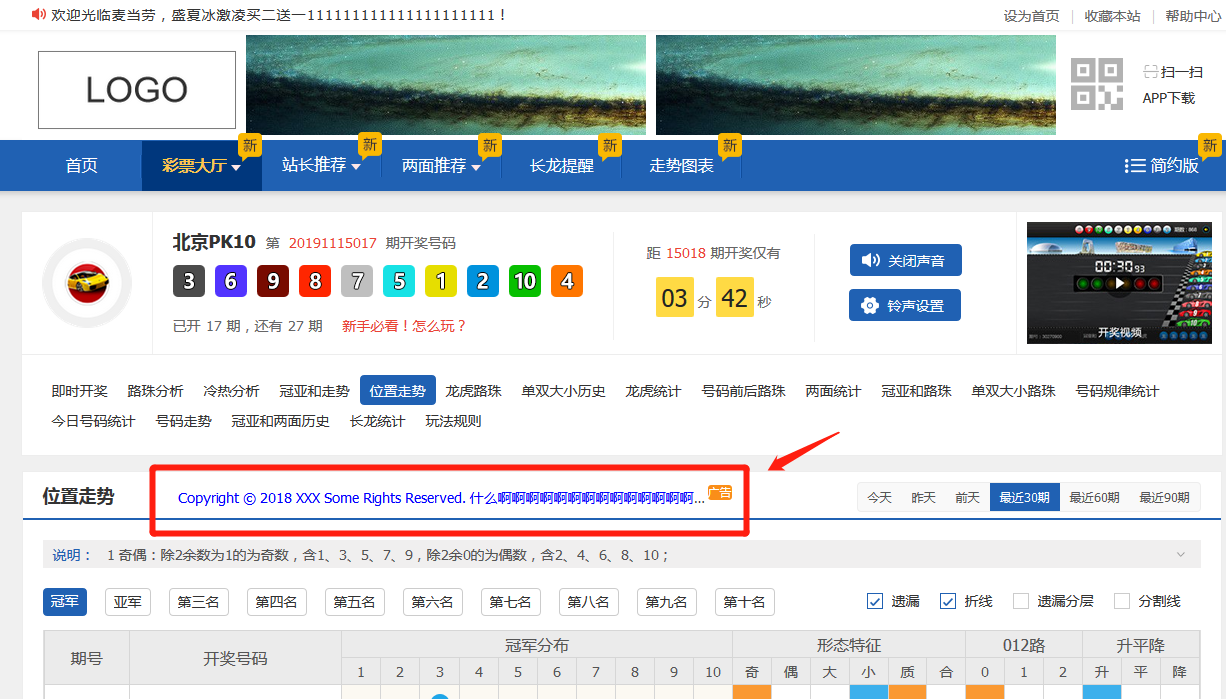 欢迎光临麦当劳，盛夏冰激凌买二送一1111111111111111111111！
设为首页 | 收藏本站 | 帮助中心
LOGO
扫一扫
APP下载
首页 彩票大厅 新 站长推荐 新 两面推荐 新 长龙提醒 新 走势图表 新 简约版 新
北京PK10 第 20191115017 期开奖号码
3 6 9 8 7 5 1 2 10 4
已开 17 期，还有 27 期 新手必看！怎么玩？
距 15018 期开奖仅有
03 分 42 秒
关闭声音
铃声设置
00:30 93
开奖视频
即时开奖 路珠分析 冷热分析 冠亚和走势 位置走势 龙虎路珠 单双大小历史 龙虎统计 号码前后路珠 两面统计 冠亚和路珠 单双大小路珠 号码规律统计
今日号码统计 号码走势 冠亚和两面历史 长龙统计 玩法规则
位置走势 Copyright © 2018 XXX Some Rights Reserved. 什么啊啊啊啊啊啊啊啊啊啊啊啊啊啊... 广告 今天 昨天 前天 最近30期 最近60期 最近90期
说明： 1 奇偶：除2余数为1的为奇数，含1、3、5、7、9，除2余0的为偶数，含2、4、6、8、10；
冠军 亚军 第三名 第四名 第五名 第六名 第七名 第八名 第九名 第十名 遗漏 折线 遗漏分层 分割线
期号 开奖号码 冠军分布 形态特征 012路 升平降
1 2 3 4 5 6 7 8 9 10 奇 偶 大 小 质 合 0 1 2 升 平 降